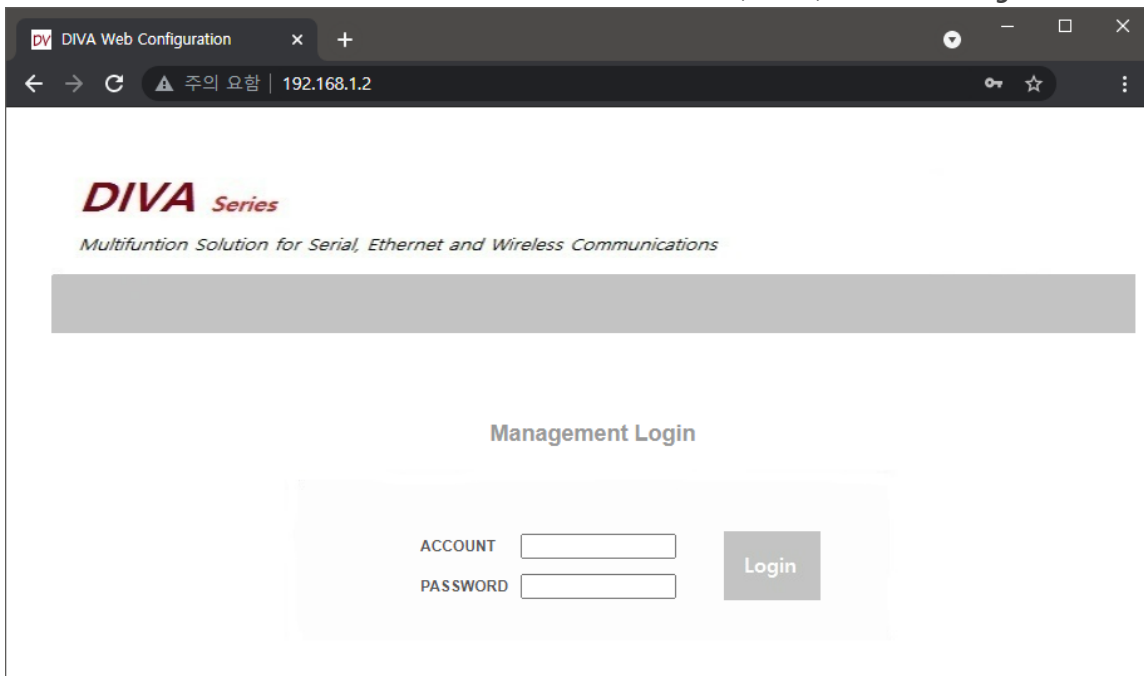 DV DIVA Web Configuration
주의 요함 192.168.1.2
DIVA Series
Multifuntion Solution for Serial, Ethernet and Wireless Communications
Management Login
ACCOUNT
Login
PASSWORD